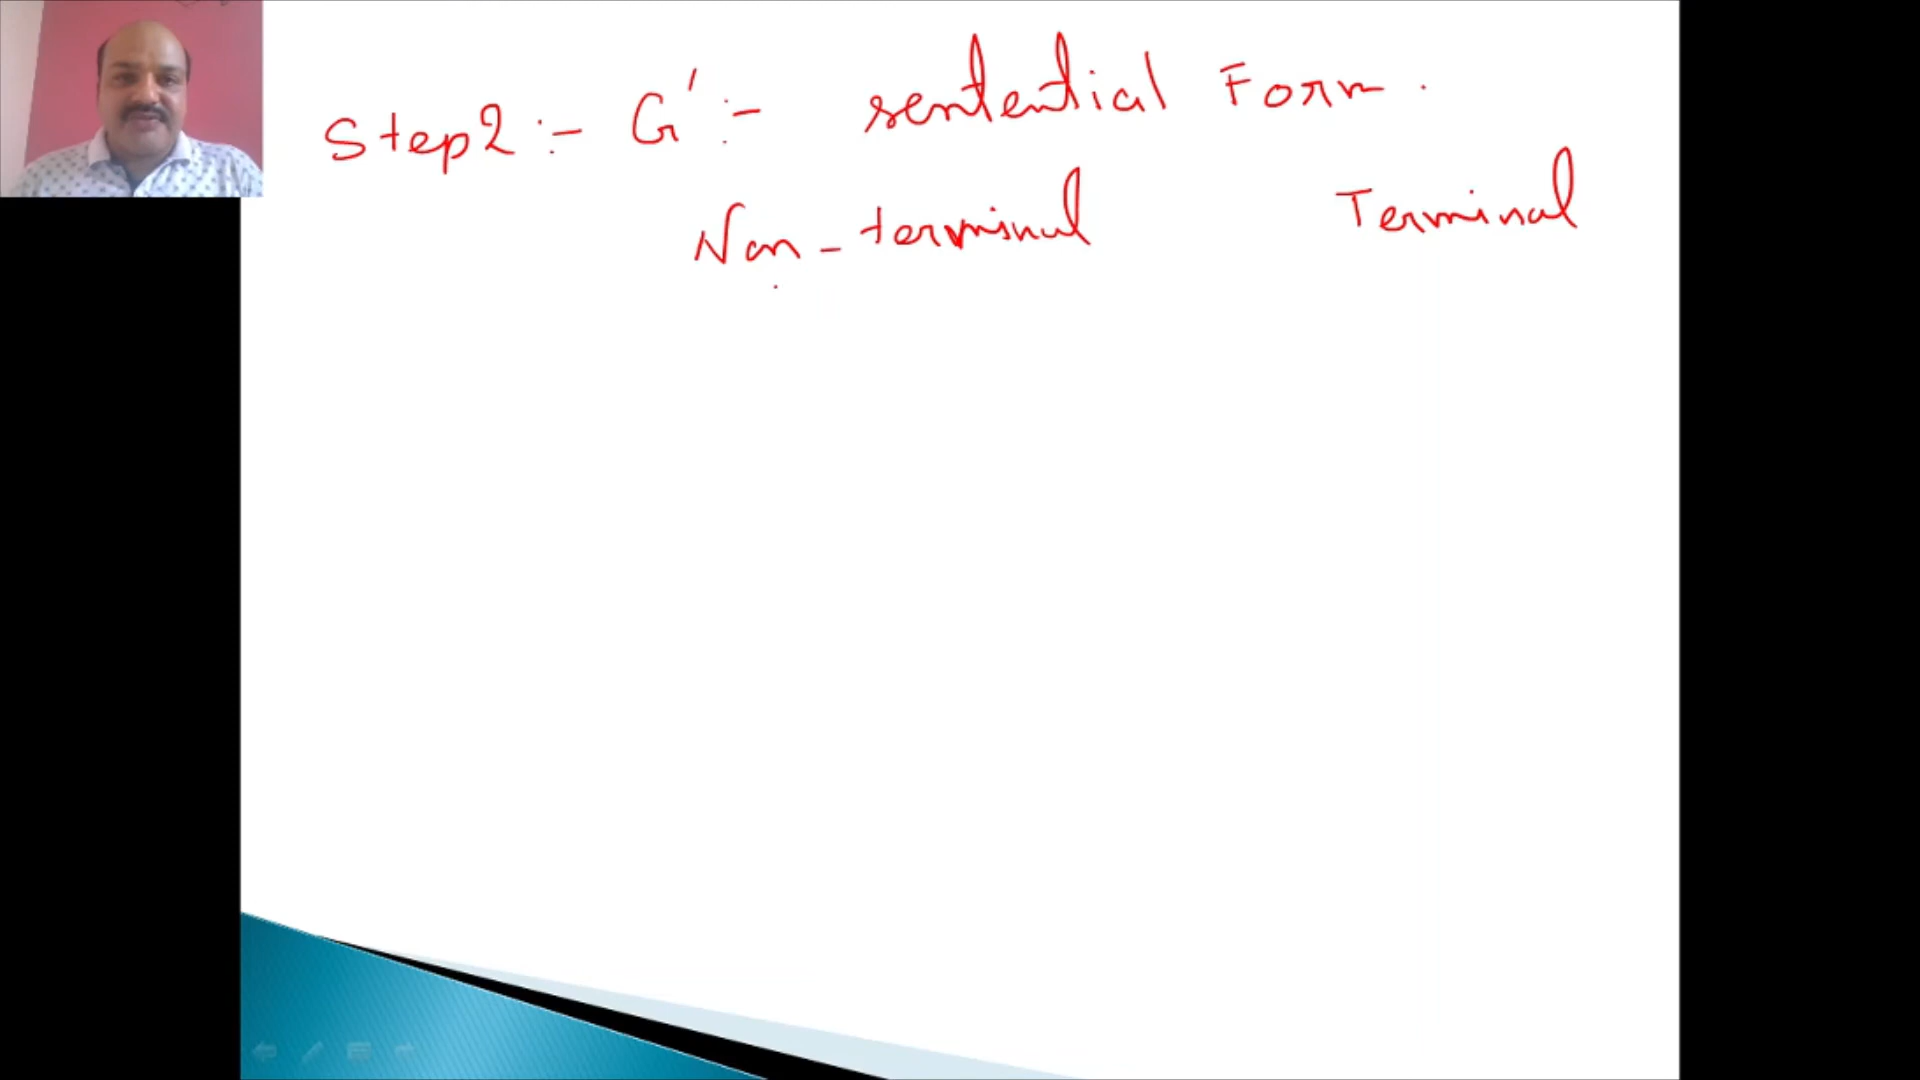 Step2 :- G' :- sentential Form.
Non-terminal Terminal